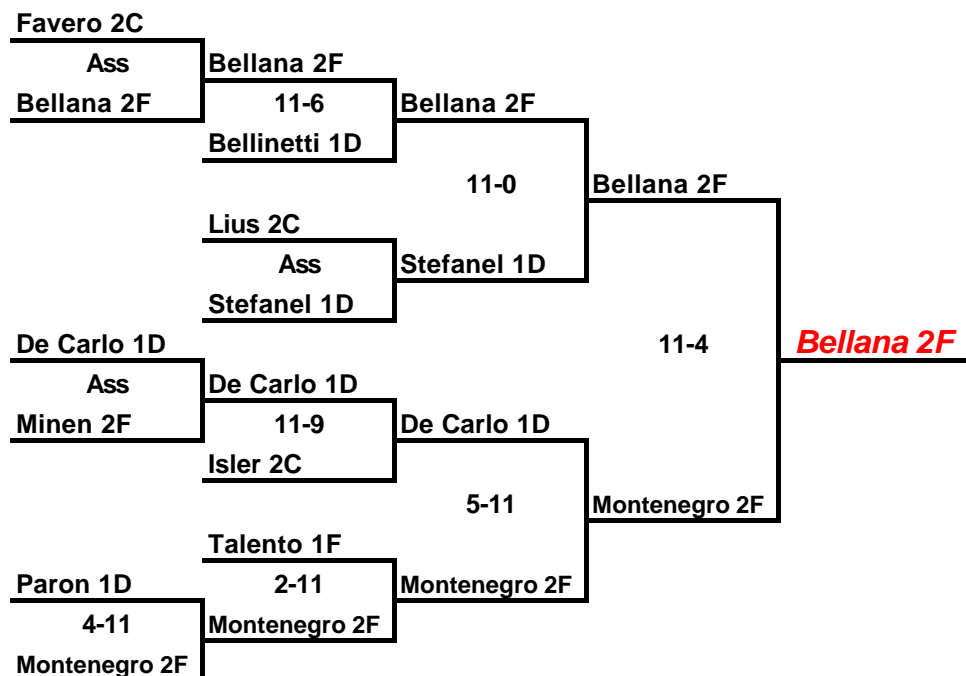 Favero 2C
Ass
Bellana 2F
Bellana 2F
11-6
Bellinetti 1D
Bellana 2F
11-0
Bellana 2F
Lius 2C
Ass
Stefanel 1D
Stefanel 1D
De Carlo 1D
Ass
Minen 2F
De Carlo 1D
11-9
Isler 2C
De Carlo 1D
11-4
Bellana 2F
5-11
Montenegro 2F
Talento 1F
2-11
Montenegro 2F
Montenegro 2F
Paron 1D
4-11
Montenegro 2F